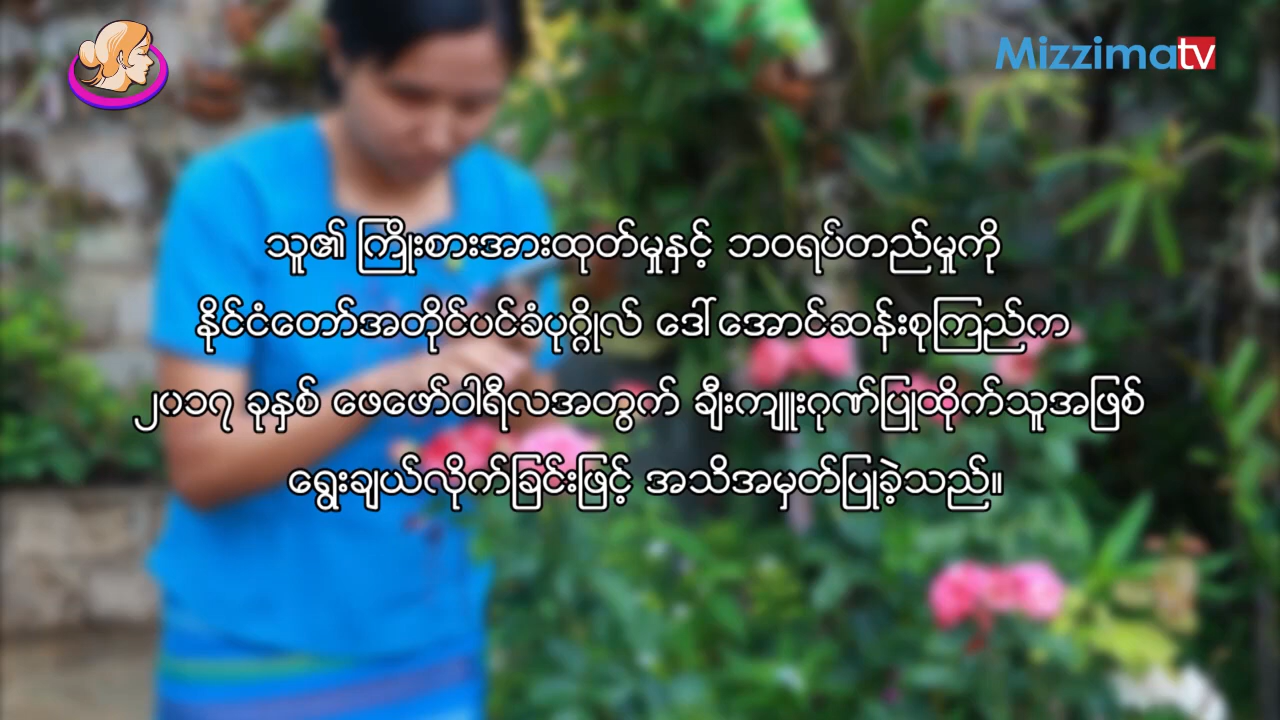 Mizzimatv
သူ၏ ကြိုးစားအားထုတ်မှုနှင့် ဘဝရပ်တည်မှုကို
နိုင်ငံတော်အတိုင်ပင်ခံပုဂ္ဂိုလ် ဒေါ်အောင်ဆန်းစုကြည်က
၂၀၁၇ ခုနှစ် ဖေဖော်ဝါရီလအတွက် ချီးကျူးဂုဏ်ပြုထိုက်သူအဖြစ်
ရွေးချယ်လိုက်ခြင်းဖြင့် အသိအမှတ်ပြုခဲ့သည်။